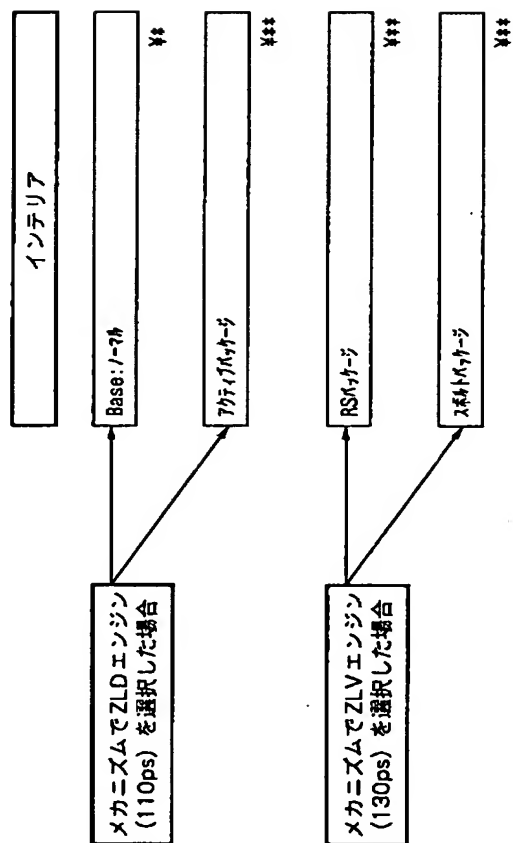 インテリア
メカニズムでZLDエンジン
(110ps) を選択した場合
Base:ノーマル
¥*
アクティブパッケージ
¥**
メカニズムでZLVエンジン
(130ps) を選択した場合
RSパッケージ
¥**
スポルトパッケージ
¥**